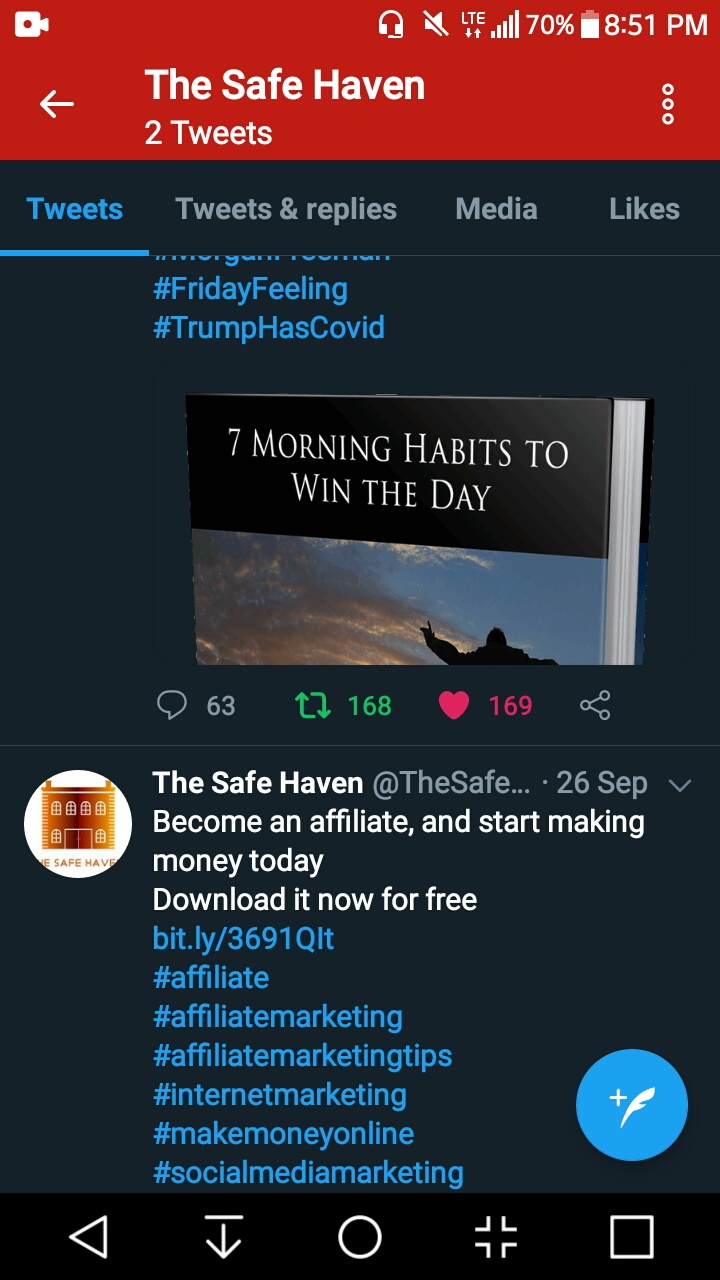 LTE 70% 8:51 PM
The Safe Haven
2 Tweets
Tweets Tweets & replies Media Likes
#MorganFreeman
#FridayFeeling
#TrumpHasCovid
7 MORNING HABITS TO
WIN THE DAY
63 168 169
The Safe Haven @TheSafe... · 26 Sep
Become an affiliate, and start making
money today
Download it now for free
bit.ly/3691QIt
#affiliate
#affiliatemarketing
#affiliatemarketingtips
#internetmarketing
#makemoneyonline
#socialmediamarketing
HE SAFE HAVE